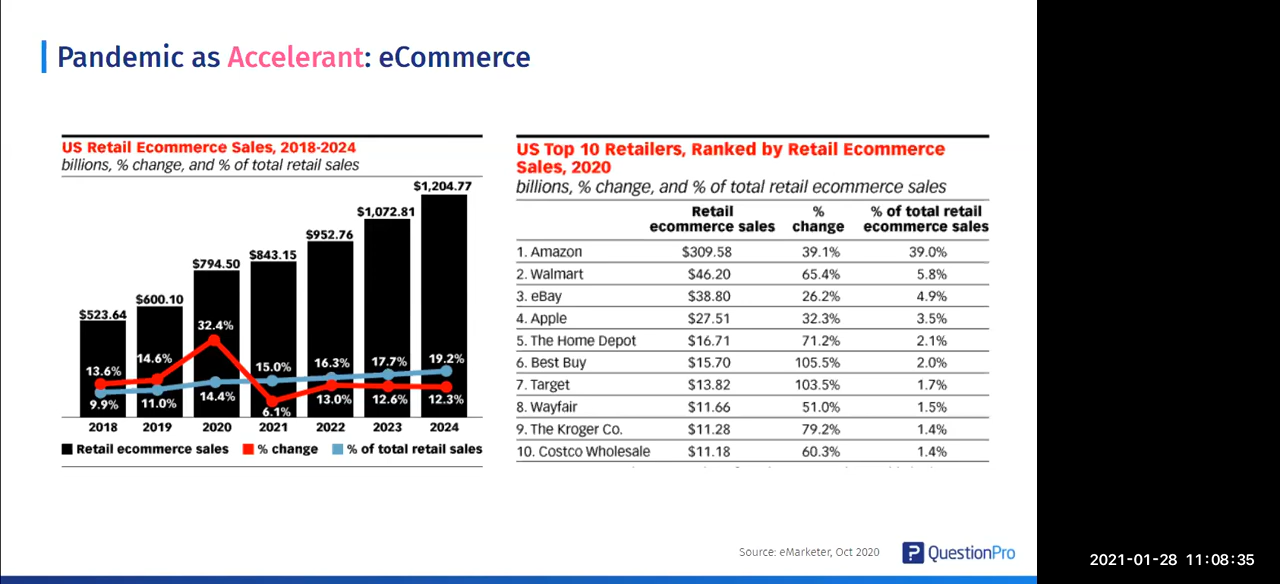 Pandemic as Accelerant: eCommerce
US Retail Ecommerce Sales, 2018-2024
billions, % change, and % of total retail sales
$1,204.77
$1,072.81
$952.76
$843.15
$794.50
$600.10
$523.64
32.4%
13.6% 14.6% 15.0% 16.3% 17.7% 19.2%
9.9% 11.0% 14.4% 6.1% 13.0% 12.6% 12.3%
2018 2019 2020 2021 2022 2023 2024
Retail ecommerce sales % change % of total retail sales
US Top 10 Retailers, Ranked by Retail Ecommerce
Sales, 2020
billions, % change, and % of total retail ecommerce sales
Retail % % of total retail
ecommerce sales change ecommerce sales
1. Amazon $309.58 39.1% 39.0%
2. Walmart $46.20 65.4% 5.8%
3. eBay $38.80 26.2% 4.9%
4. Apple $27.51 32.3% 3.5%
5. The Home Depot $16.71 71.2% 2.1%
6. Best Buy $15.70 105.5% 2.0%
7. Target $13.82 103.5% 1.7%
8. Wayfair $11.66 51.0% 1.5%
9. The Kroger Co. $11.28 79.2% 1.4%
10. Costco Wholesale $11.18 60.3% 1.4%
Source: eMarketer, Oct 2020
QuestionPro
2021-01-28 11:08:35